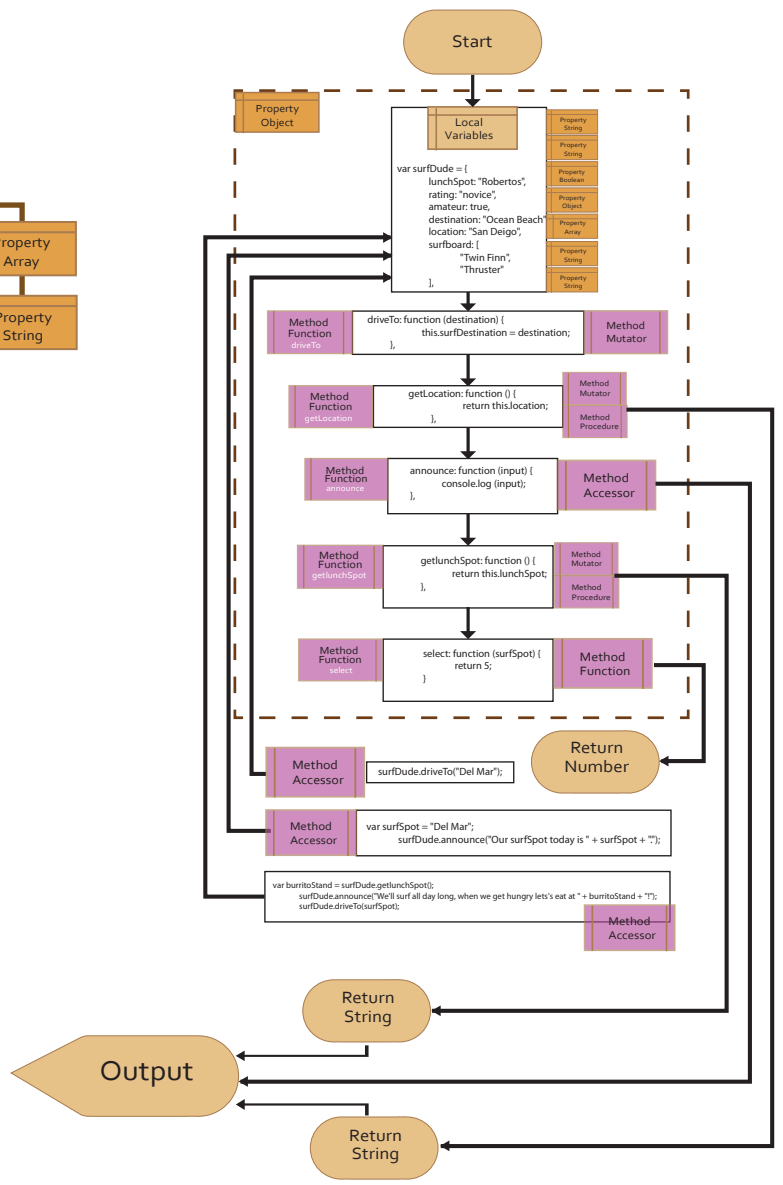 Start
Property
Object
Local
Variables
var surfDude = {
lunchSpot: "Robertos",
rating: "novice",
amateur: true,
destination: "Ocean Beach"
location: "San Deigo",
surfboard: [
"Twin Finn",
"Thruster"
],
Property
String
Property
String
Property
Boolean
Property
Object
Property
Array
Property
String
Property
String
Property
Array
Property
String
Method
Function
driveTo
driveTo: function (destination) {
this.surfDestination = destination;
},
Method
Mutator
Method
Function
getLocation
getLocation: function () {
return this.location;
},
Method
Mutator
Method
Procedure
Method
Function
announce
announce: function (input) {
console.log (input);
},
Method
Accessor
Method
Function
getlunchSpot
getlunchSpot: function () {
return this.lunchSpot;
},
Method
Mutator
Method
Procedure
Method
Function
select
select: function (surfSpot) {
return 5;
}
Method
Function
Return
Number
Method
Accessor
surfDude.driveTo("Del Mar");
Method
Accessor
var surfSpot = "Del Mar";
surfDude.announce("Our surfSpot today is " + surfSpot + ".");
var burritoStand = surfDude.getlunchSpot();
surfDude.announce("We'll surf all day long, when we get hungry lets's eat at " + burritoStand + "!");
surfDude.driveTo(surfSpot);
Method
Accessor
Return
String
Output
Return
String